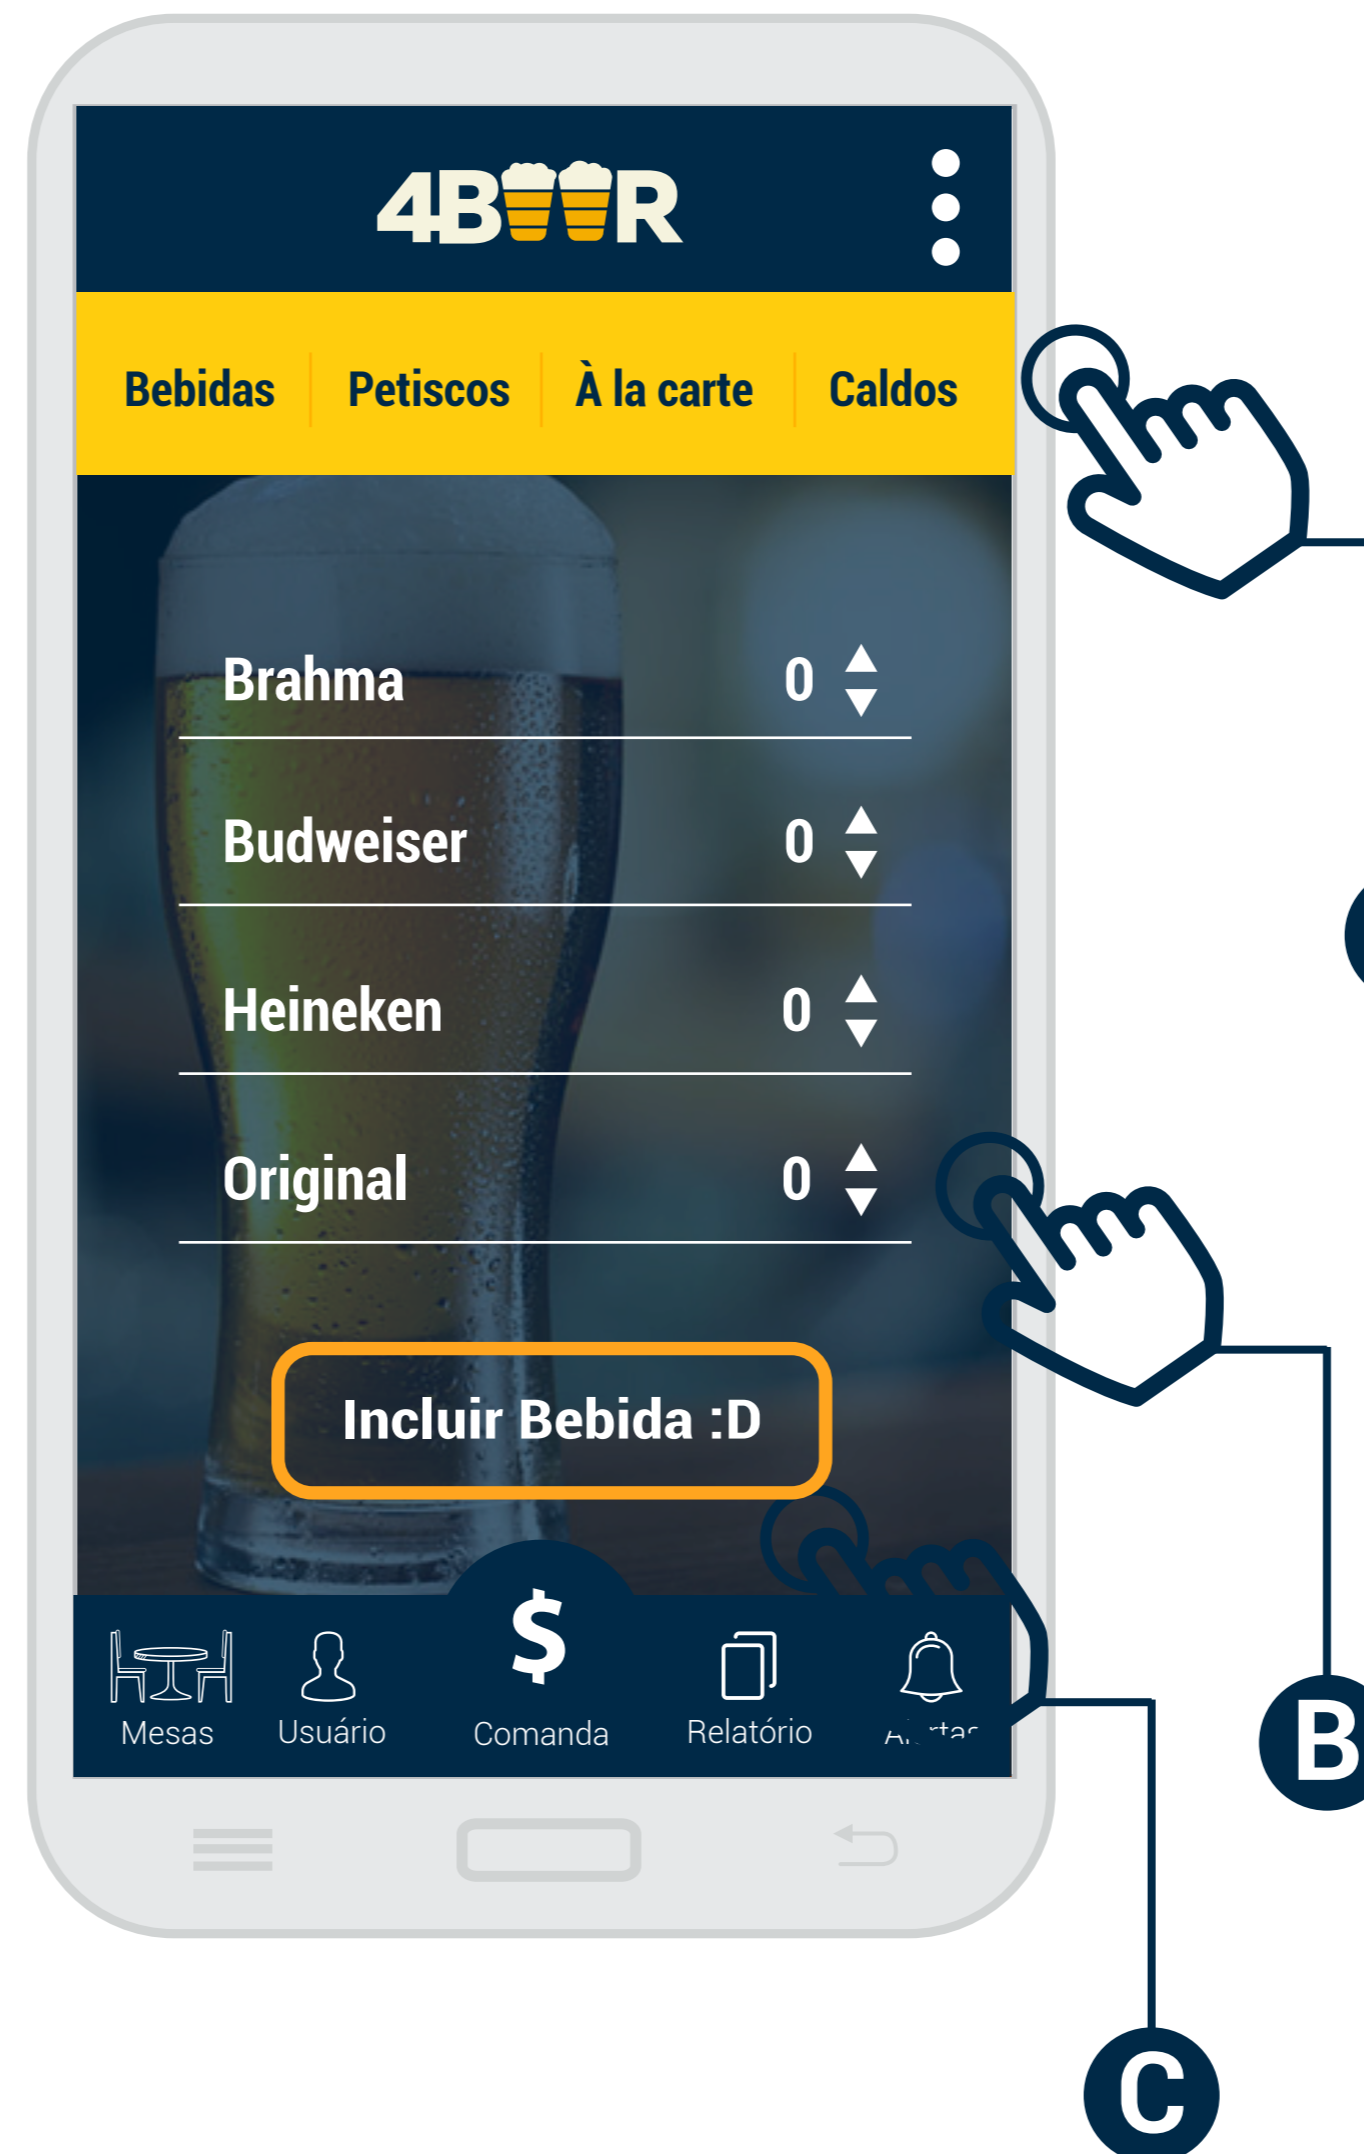 4BEER
Bebidas Petiscos À la carte Caldos
Brahma 0
Budweiser 0
Heineken 0
Original 0
Incluir Bebida :D
$
Mesas Usuário Comanda Relatório
B
C